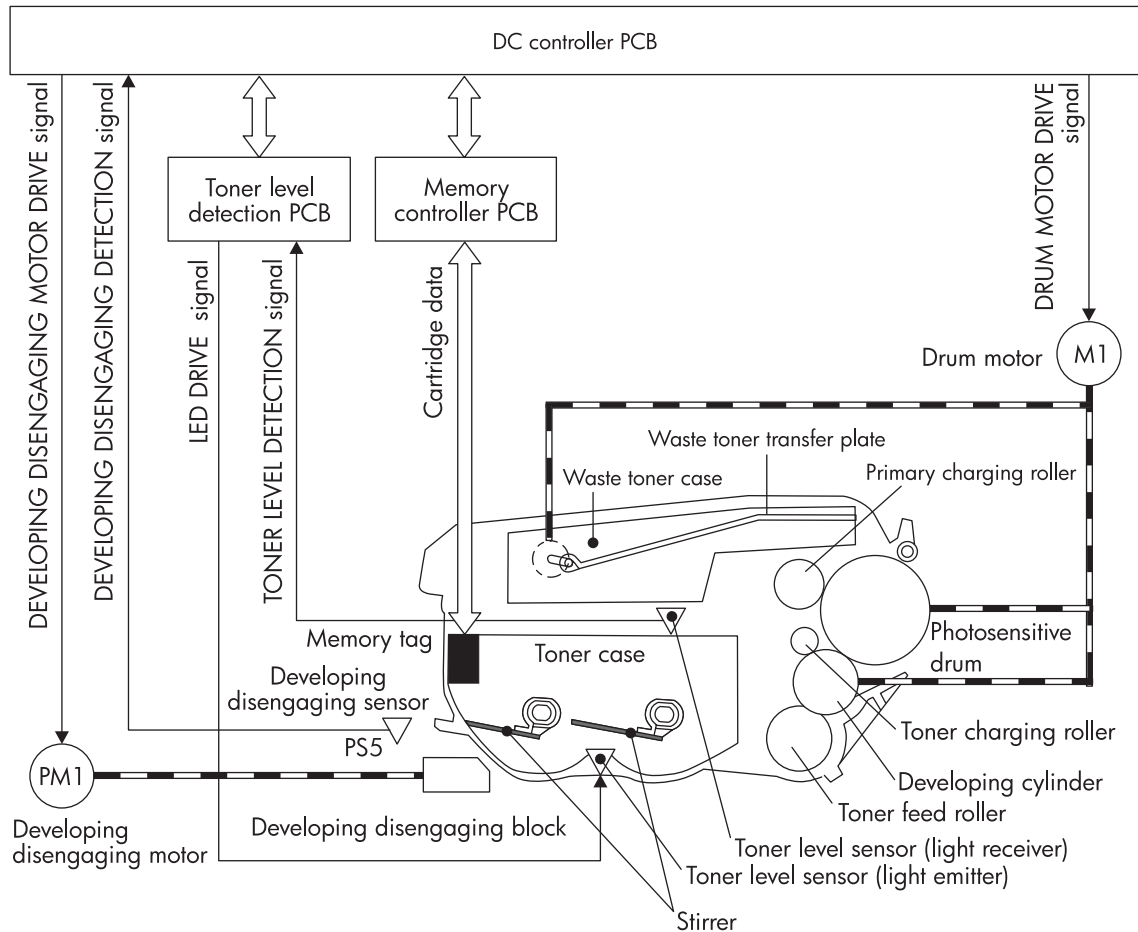 DC controller PCB
DEVELOPING DISENGAGING MOTOR DRIVE signal
DEVELOPING DISENGAGING DETECTION signal
Toner level
detection PCB
Memory
controller PCB
DRUM MOTOR DRIVE
signal
LED DRIVE signal
TONER LEVEL DETECTION signal
Cartridge data
Drum motor
M1
Waste toner transfer plate
Primary charging roller
Waste toner case
Memory tag
Toner case
Photosensitive
drum
Developing
disengaging sensor
PS5
Toner charging roller
PM1
Developing cylinder
Toner feed roller
Developing
disengaging motor
Developing disengaging block
Toner level sensor (light receiver)
Toner level sensor (light emitter)
Stirrer